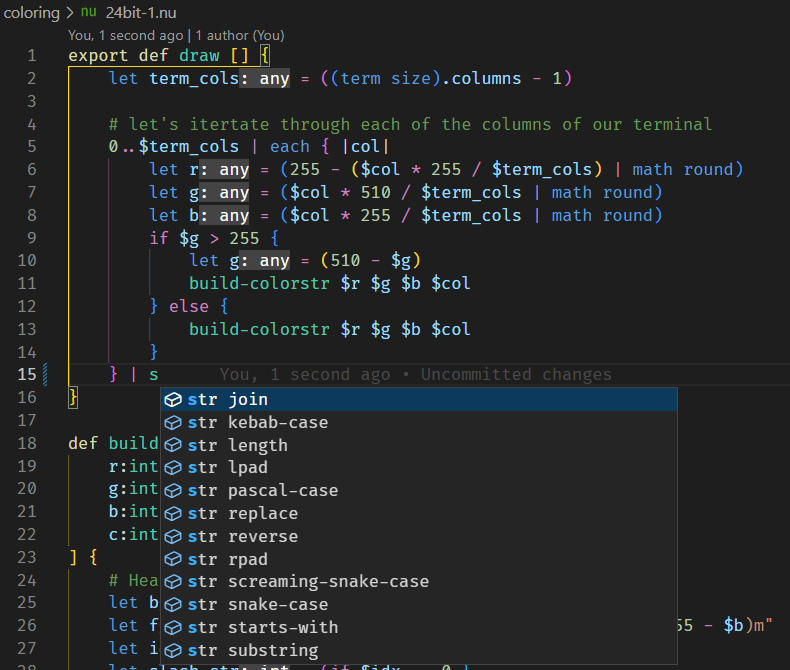 coloring > nu 24bit-1.nu
You, 1 second ago | 1 author (You)
1 export def draw [] {
2 let term_cols: any = ((term size).columns - 1)
3
4 # let's itertate through each of the columns of our terminal
5 0..$term_cols | each { |col|
6 let r: any = (255 - ($col * 255 / $term_cols) | math round)
7 let g: any = ($col * 510 / $term_cols | math round)
8 let b: any = ($col * 255 / $term_cols | math round)
9 if $g > 255 {
10 let g: any = (510 - $g)
11 build-colorstr $r $g $b $col
12 } else {
13 build-colorstr $r $g $b $col
14 }
15 } | s You, 1 second ago • Uncommitted changes
16 }
str join
17
str kebab-case
18 def build
str length
19 r:int
str lpad
20 g:int
str pascal-case
21 b:int
str replace
22 c:int
str reverse
23 ] {
str rpad
24 # Hea
str screaming-snake-case
25 let b
str snake-case
26 let f
str starts-with
55 - $b)m"
27 let i
str substring
28 let slash_str: int = (if $idx